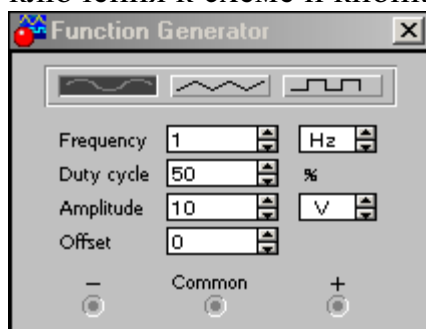 Function Generator
Frequency 1 Hz
Duty cycle 50 %
Amplitude 10 V
Offset 0
− Common +